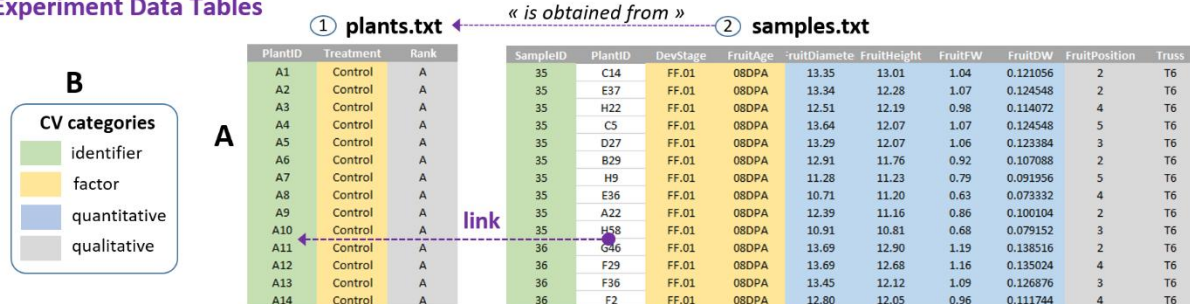 Experiment Data Tables
« is obtained from »
1 plants.txt
2 samples.txt
B
CV categories
identifier
factor
quantitative
qualitative
A
link
PlantID Treatment Rank
A1 Control A
A2 Control A
A3 Control A
A4 Control A
A5 Control A
A6 Control A
A7 Control A
A8 Control A
A9 Control A
A10 Control A
A11 Control A
A12 Control A
A13 Control A
A14 Control A
SampleID PlantID DevStage FruitAge FruitDiamete FruitHeight FruitFW FruitDW FruitPosition Truss
35 C14 FF.01 08DPA 13.35 13.01 1.04 0.121056 2 T6
35 E37 FF.01 08DPA 13.34 12.28 1.07 0.124548 2 T6
35 H22 FF.01 08DPA 12.51 12.19 0.98 0.114072 4 T6
35 C5 FF.01 08DPA 13.64 12.07 1.07 0.124548 5 T6
35 D27 FF.01 08DPA 13.29 12.07 1.06 0.123384 3 T6
35 B29 FF.01 08DPA 12.91 11.76 0.92 0.107088 2 T6
35 H9 FF.01 08DPA 11.28 11.23 0.79 0.091956 5 T6
35 E36 FF.01 08DPA 10.71 11.20 0.63 0.073332 4 T6
35 A22 FF.01 08DPA 12.39 11.16 0.86 0.100104 2 T6
35 H58 FF.01 08DPA 10.91 10.81 0.68 0.079152 3 T6
36 G46 FF.01 08DPA 13.69 12.90 1.19 0.138516 2 T6
36 F29 FF.01 08DPA 13.69 12.68 1.16 0.135024 4 T6
36 F36 FF.01 08DPA 13.45 12.12 1.09 0.126876 3 T6
36 F2 FF.01 08DPA 12.80 12.05 0.96 0.111744 4 T6